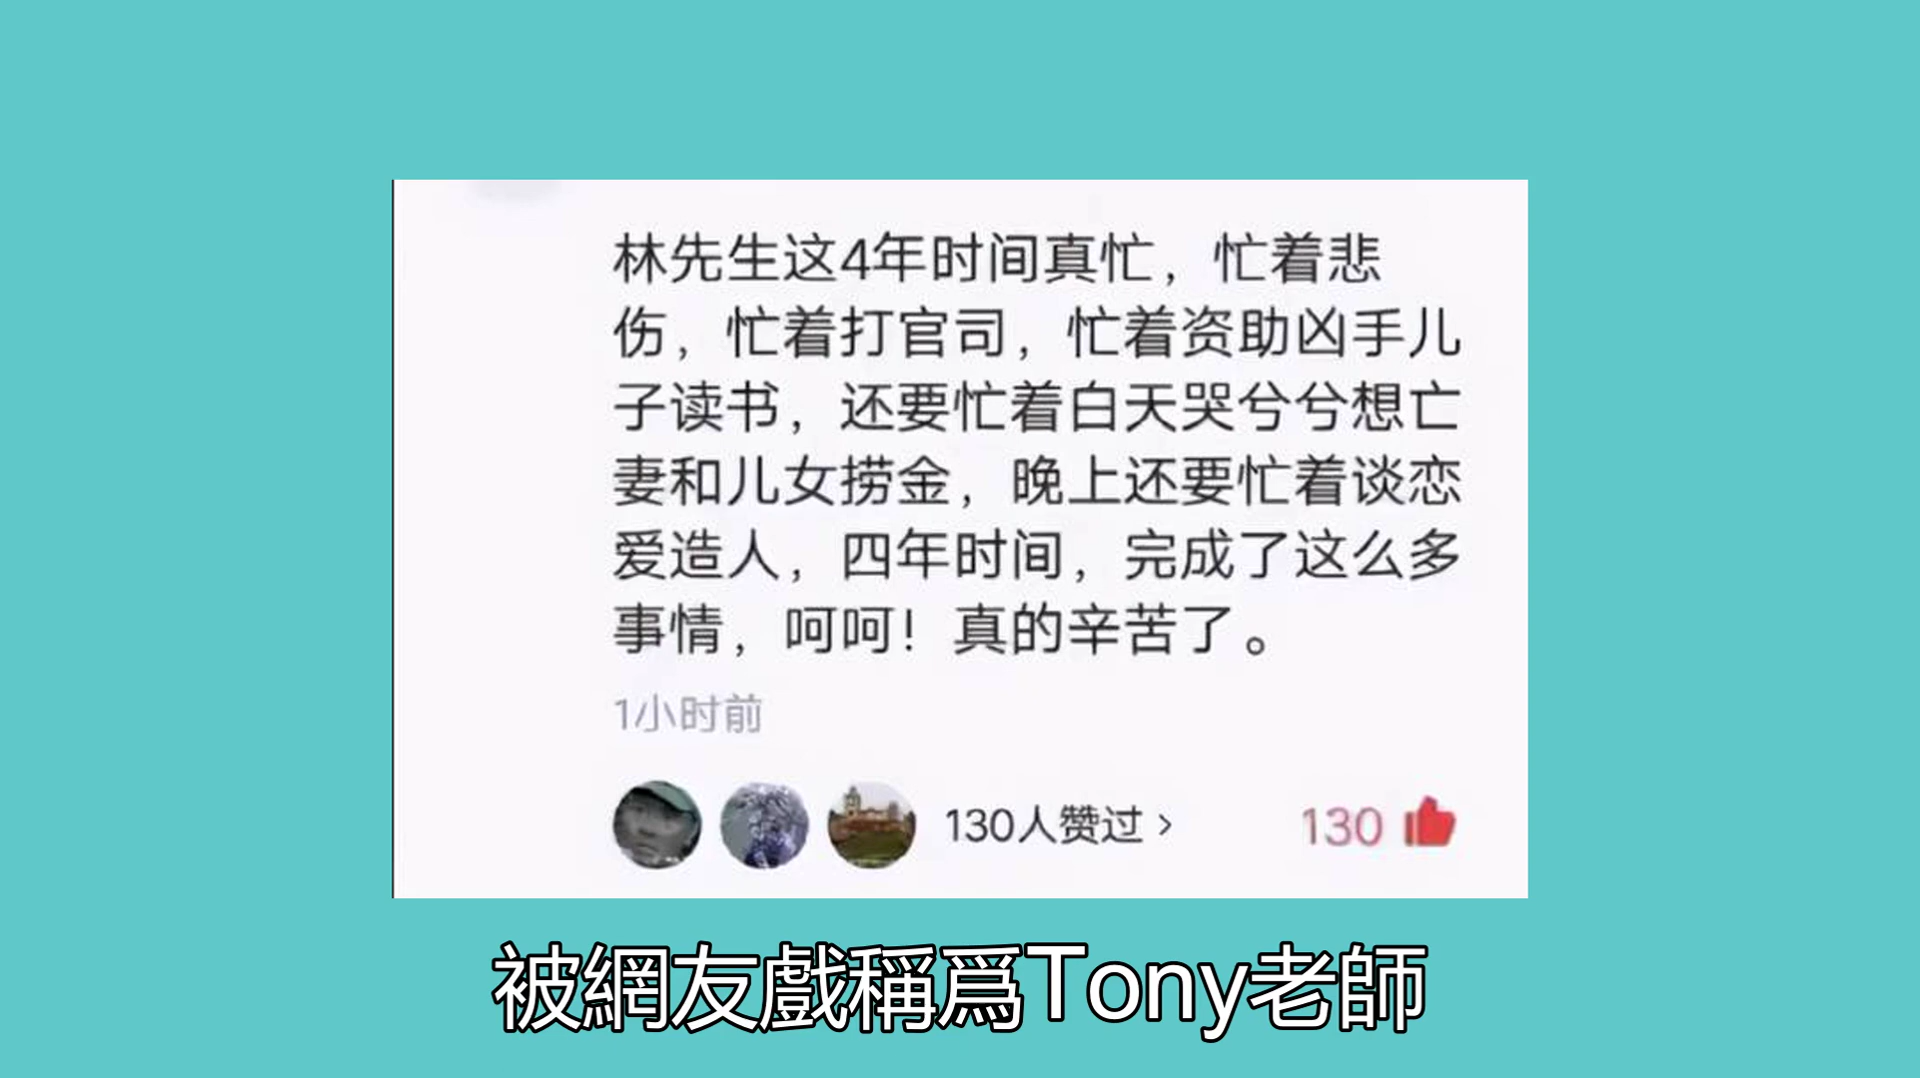 林先生这4年时间真忙，忙着悲
伤，忙着打官司，忙着资助凶手儿
子读书，还要忙着白天哭兮兮想亡
妻和儿女捞金，晚上还要忙着谈恋
爱造人，四年时间，完成了这么多
事情，呵呵！真的辛苦了。
1小时前
130人赞过 >
130
被網友戲稱爲Tony老師